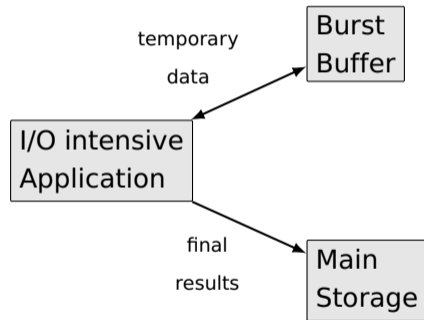 temporary
data
Burst
Buffer
I/O intensive
Application
final
results
Main
Storage